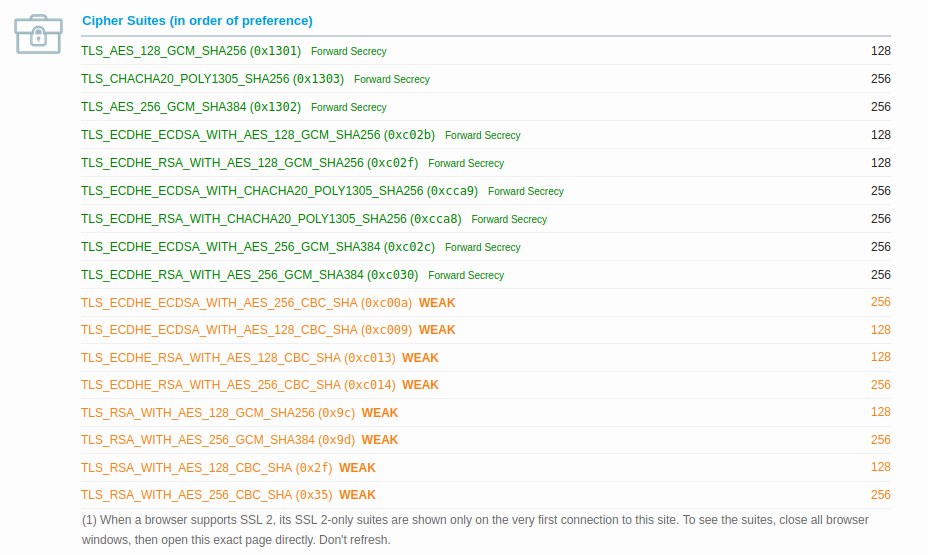 Cipher Suites (in order of preference)
TLS_AES_128_GCM_SHA256 (0x1301) Forward Secrecy 128
TLS_CHACHA20_POLY1305_SHA256 (0x1303) Forward Secrecy 256
TLS_AES_256_GCM_SHA384 (0x1302) Forward Secrecy 256
TLS_ECDHE_ECDSA_WITH_AES_128_GCM_SHA256 (0xc02b) Forward Secrecy 128
TLS_ECDHE_RSA_WITH_AES_128_GCM_SHA256 (0xc02f) Forward Secrecy 128
TLS_ECDHE_ECDSA_WITH_CHACHA20_POLY1305_SHA256 (0xcca9) Forward Secrecy 256
TLS_ECDHE_RSA_WITH_CHACHA20_POLY1305_SHA256 (0xcca8) Forward Secrecy 256
TLS_ECDHE_ECDSA_WITH_AES_256_GCM_SHA384 (0xc02c) Forward Secrecy 256
TLS_ECDHE_RSA_WITH_AES_256_GCM_SHA384 (0xc030) Forward Secrecy 256
TLS_ECDHE_ECDSA_WITH_AES_256_CBC_SHA (0xc00a) WEAK 256
TLS_ECDHE_ECDSA_WITH_AES_128_CBC_SHA (0xc009) WEAK 128
TLS_ECDHE_RSA_WITH_AES_128_CBC_SHA (0xc013) WEAK 128
TLS_ECDHE_RSA_WITH_AES_256_CBC_SHA (0xc014) WEAK 256
TLS_RSA_WITH_AES_128_GCM_SHA256 (0x9c) WEAK 128
TLS_RSA_WITH_AES_256_GCM_SHA384 (0x9d) WEAK 256
TLS_RSA_WITH_AES_128_CBC_SHA (0x2f) WEAK 128
TLS_RSA_WITH_AES_256_CBC_SHA (0x35) WEAK 256
(1) When a browser supports SSL 2, its SSL 2-only suites are shown only on the very first connection to this site. To see the suites, close all browser
windows, then open this exact page directly. Don't refresh.